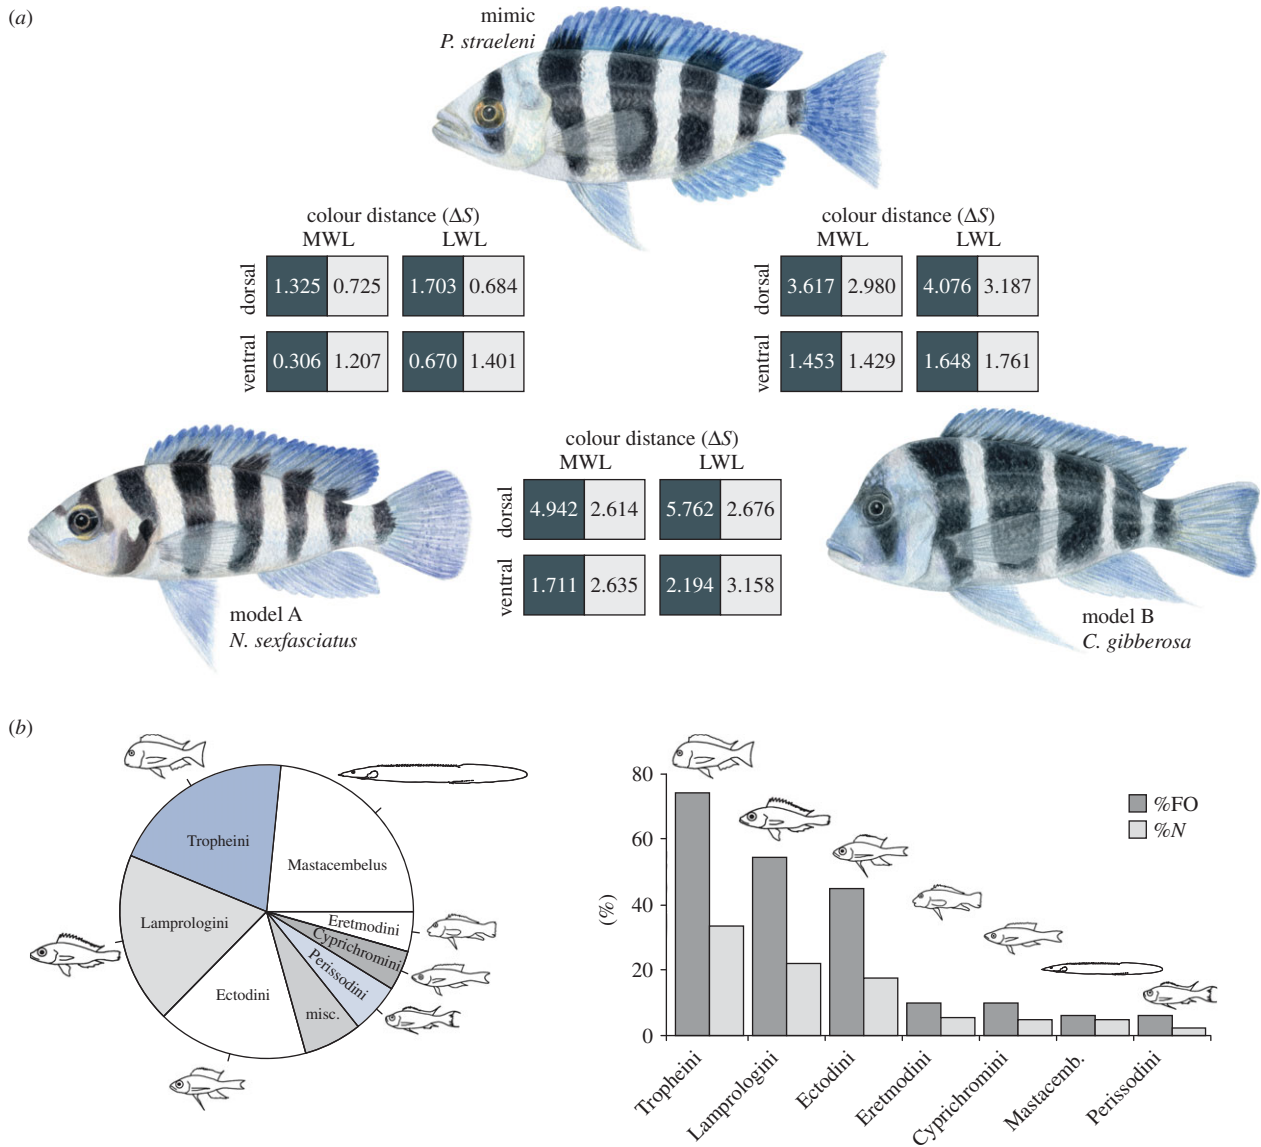 (a)
mimic
P. straeleni
colour distance (ΔS)
MWL LWL
dorsal 1.325 0.725 1.703 0.684
ventral 0.306 1.207 0.670 1.401
colour distance (ΔS)
MWL LWL
dorsal 3.617 2.980 4.076 3.187
ventral 1.453 1.429 1.648 1.761
colour distance (ΔS)
MWL LWL
dorsal 4.942 2.614 5.762 2.676
ventral 1.711 2.635 2.194 3.158
model A
N. sexfasciatus
model B
C. gibberosa
(b)
Tropheini
Mastacembelus
Lamprologini
Eretmodini
Cyprichromini
Perissodini
Ectodini
misc.
80
60
40
20
0
(%)
%FO
%N
Tropheini
Lamprologini
Ectodini
Eretmodini
Cyprichromini
Mastacemb.
Perissodini